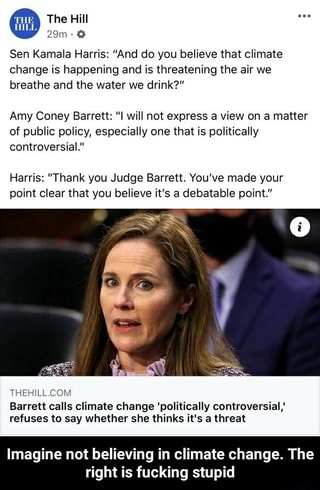 THE HILL
The Hill
29m ·
Sen Kamala Harris: “And do you believe that climate
change is happening and is threatening the air we
breathe and the water we drink?”
Amy Coney Barrett: "I will not express a view on a matter
of public policy, especially one that is politically
controversial."
Harris: "Thank you Judge Barrett. You’ve made your
point clear that you believe it’s a debatable point.”
i
THEHILL.COM
Barrett calls climate change 'politically controversial,'
refuses to say whether she thinks it's a threat
Imagine not believing in climate change. The
right is fucking stupid